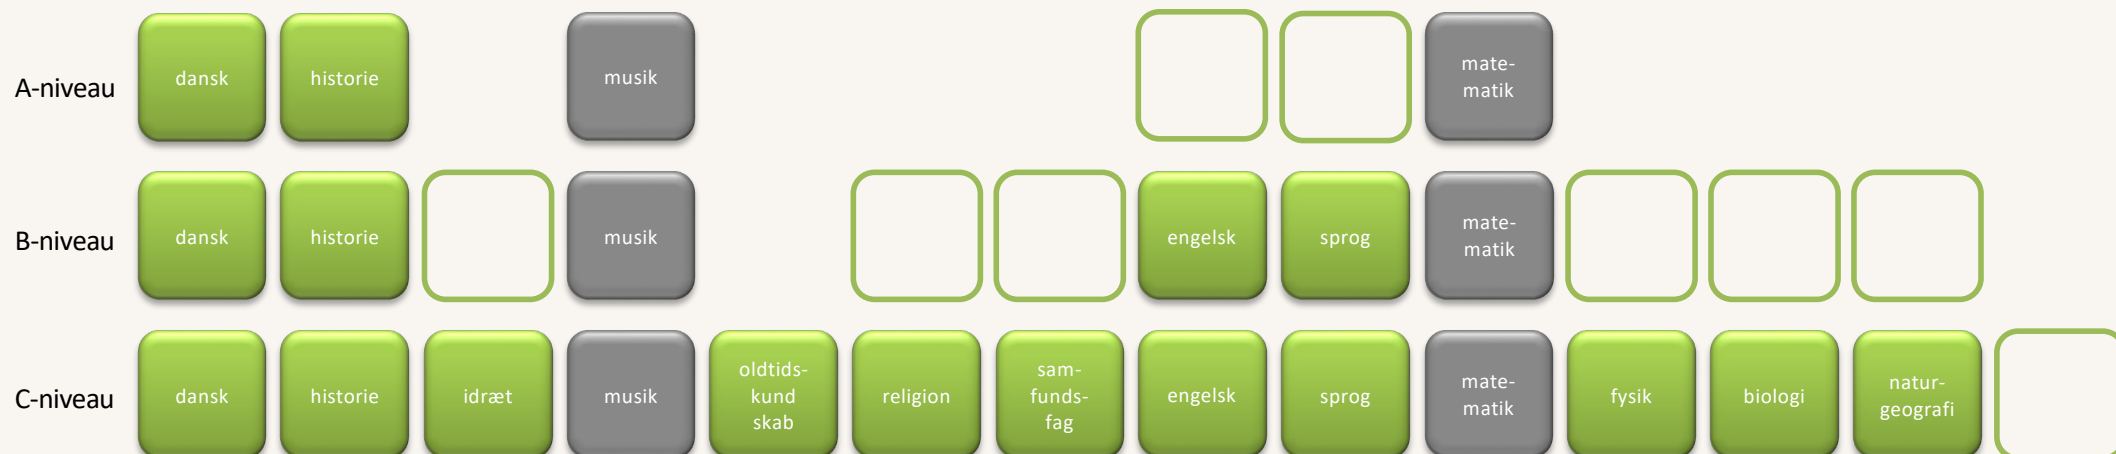 A-niveau
dansk
historie
musik
mate-
matik
B-niveau
dansk
historie
musik
engelsk
sprog
mate-
matik
C-niveau
dansk
historie
idræt
musik
oldtids-
kund
skab
religion
sam-
funds-
fag
engelsk
sprog
mate-
matik
fysik
biologi
natur-
geografi